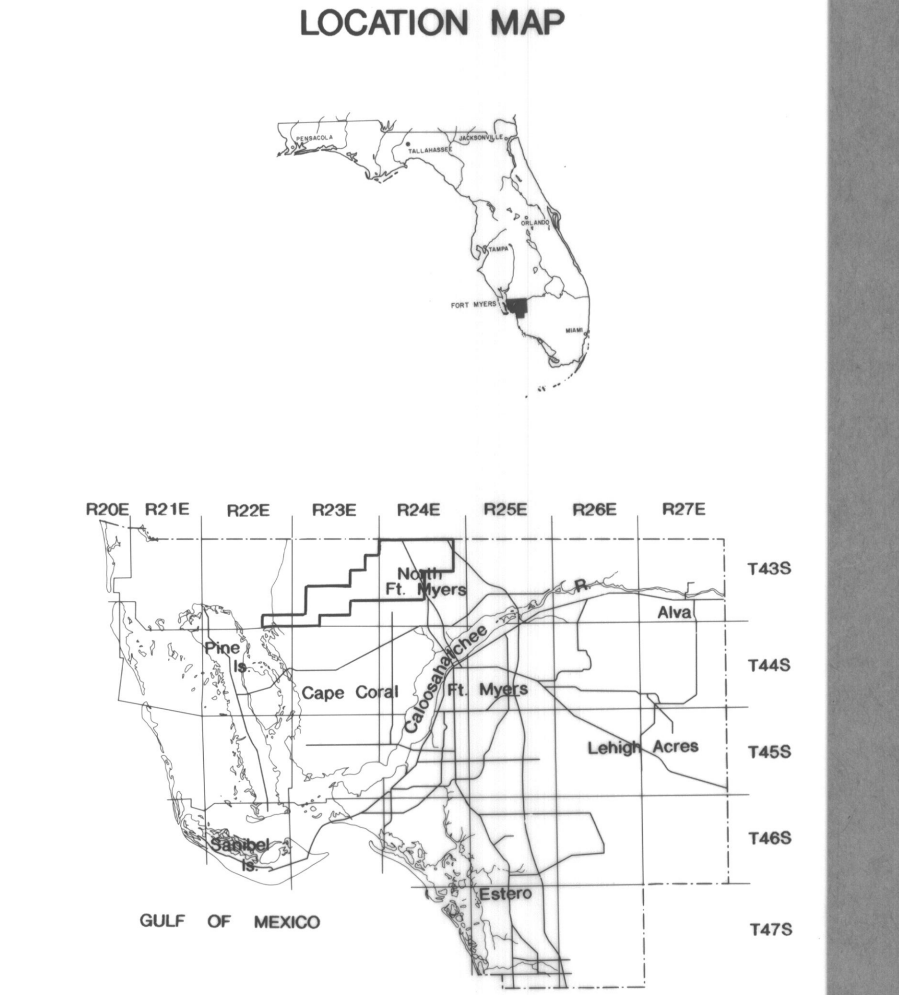 LOCATION MAP
PENSACOLA
TALLAHASSEE
JACKSONVILLE
ORLANDO
TAMPA
FORT MYERS
MIAMI
R20E R21E R22E R23E R24E R25E R26E R27E
T43S
North
Ft. Myers
R.
Alva
Pine
Is.
T44S
Caloosahatchee
Cape Coral
Ft. Myers
Lehigh Acres
T45S
Sanibel
Is.
T46S
Estero
GULF OF MEXICO
T47S